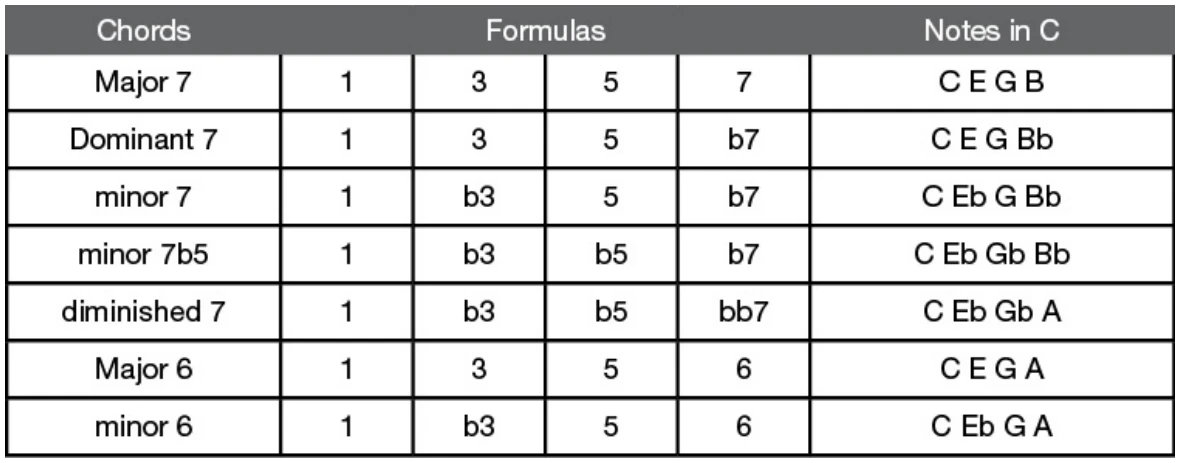 Chords Formulas Notes in C
Major 7 1 3 5 7 C E G B
Dominant 7 1 3 5 b7 C E G Bb
minor 7 1 b3 5 b7 C Eb G Bb
minor 7b5 1 b3 b5 b7 C Eb Gb Bb
diminished 7 1 b3 b5 bb7 C Eb Gb A
Major 6 1 3 5 6 C E G A
minor 6 1 b3 5 6 C Eb G A